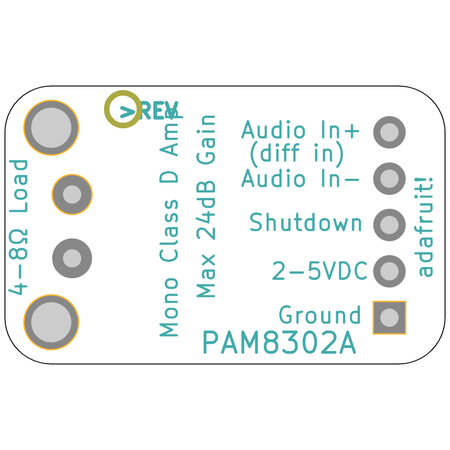 >REV
Audio In+
(diff in)
Audio In-
Shutdown
2-5VDC
Ground
PAM8302A
4-8Ω Load
Mono Class D Amp
Max 24dB Gain
adafruit!